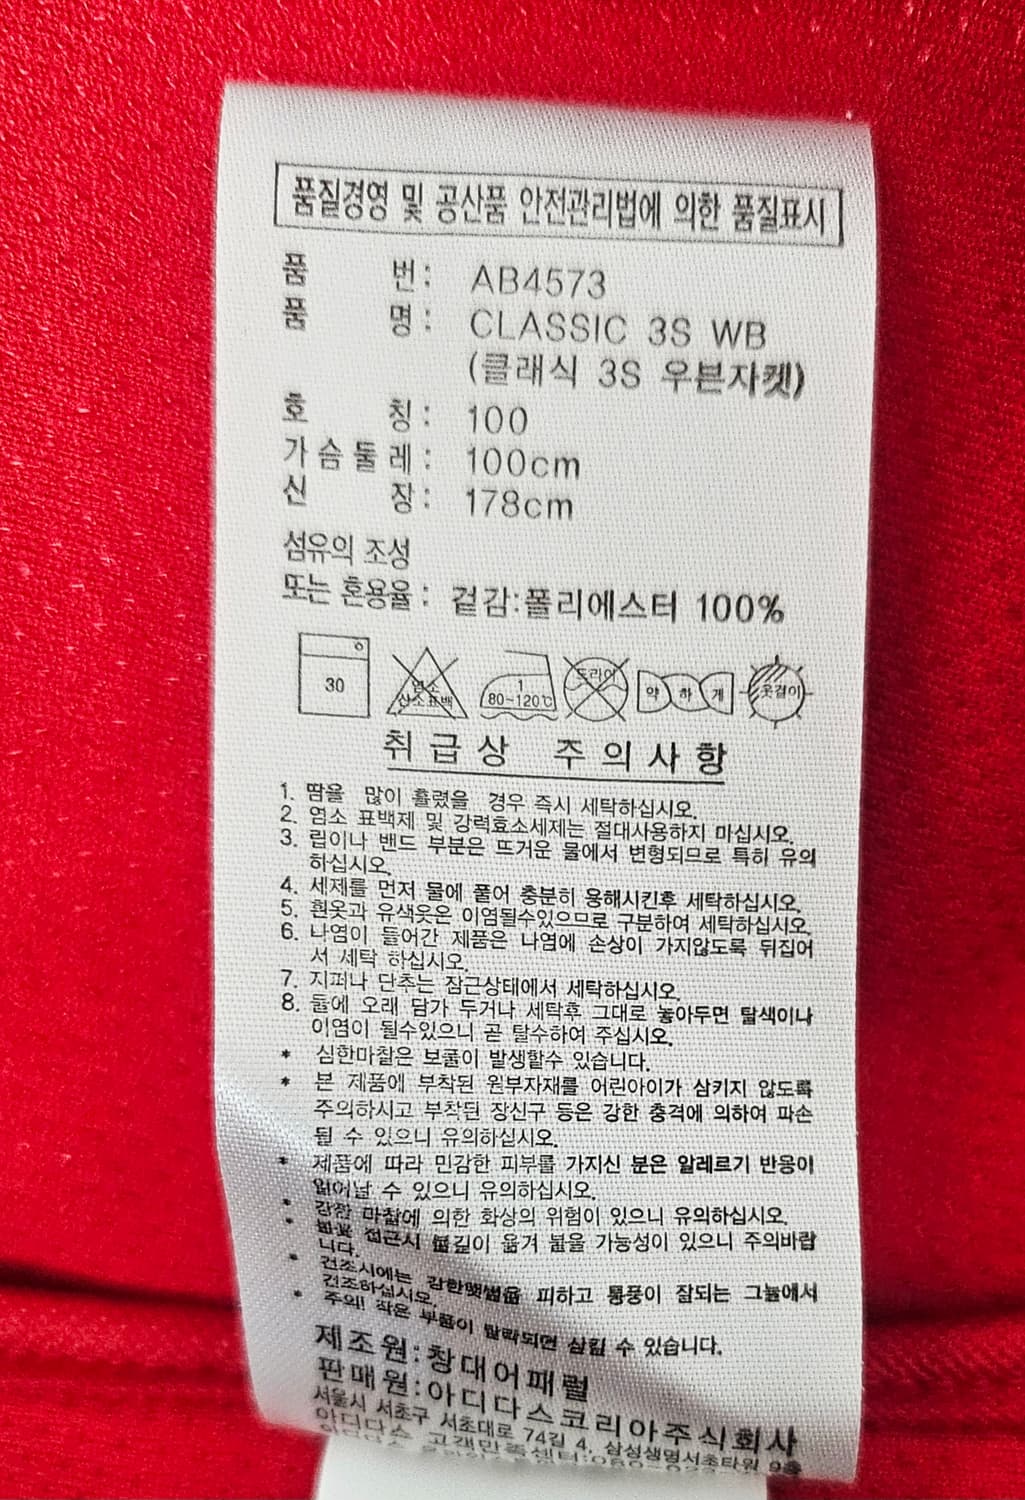 품질경영 및 공산품 안전관리법에 의한 품질표시
품 번: AB4573
품 명: CLASSIC 3S WB
(클래식 3S 우븐자켓)
호 칭: 100
가슴둘레: 100cm
신 장: 178cm
섬유의 조성
또는 혼용율: 겉감:폴리에스터 100%
30 염소 1 드라이 약 하 게 옷걸이
산소표백 80~120℃
취급상 주의사항
1. 땀을 많이 흘렸을 경우 즉시 세탁하십시오.
2. 염소 표백제 및 강력효소세제는 절대사용하지 마십시오.
3. 립이나 밴드 부분은 뜨거운 물에서 변형되므로 특히 유의
하십시오.
4. 세제를 먼저 물에 풀어 충분히 용해시킨후 세탁하십시오.
5. 흰옷과 유색옷은 이염될수있으므로 구분하여 세탁하십시오.
6. 나염이 들어간 제품은 나염에 손상이 가지않도록 뒤집어
서 세탁 하십시오.
7. 지퍼나 단추는 잠근상태에서 세탁하십시오.
8. 물에 오래 담가 두거나 세탁후 그대로 놓아두면 탈색이나
이염이 될수있으니 곧 탈수하여 주십시오.
* 심한마찰은 보풀이 발생할수 있습니다.
* 본 제품에 부착된 원부자재를 어린아이가 삼키지 않도록
주의하시고 부착된 장신구 등은 강한 충격에 의하여 파손
될 수 있으니 유의하십시오.
* 제품에 따라 민감한 피부를 가지신 분은 알레르기 반응이
일어날 수 있으니 유의하십시오.
* 강한 마찰에 의한 화상의 위험이 있으니 유의하십시오.
* 불꽃 접근시 불길이 옮겨 붙을 가능성이 있으니 주의바랍
니다.
* 건조시에는 강한햇볕을 피하고 통풍이 잘되는 그늘에서
건조하십시오.
* 주의! 작은 부품이 탈락되면 삼킬 수 있습니다.
제조원:창대어패럴
판매원:아디다스코리아주식회사
서울시 서초구 서초대로 74길 4, 삼성생명서초타워 9층
아디다스 고객만족센터:080-